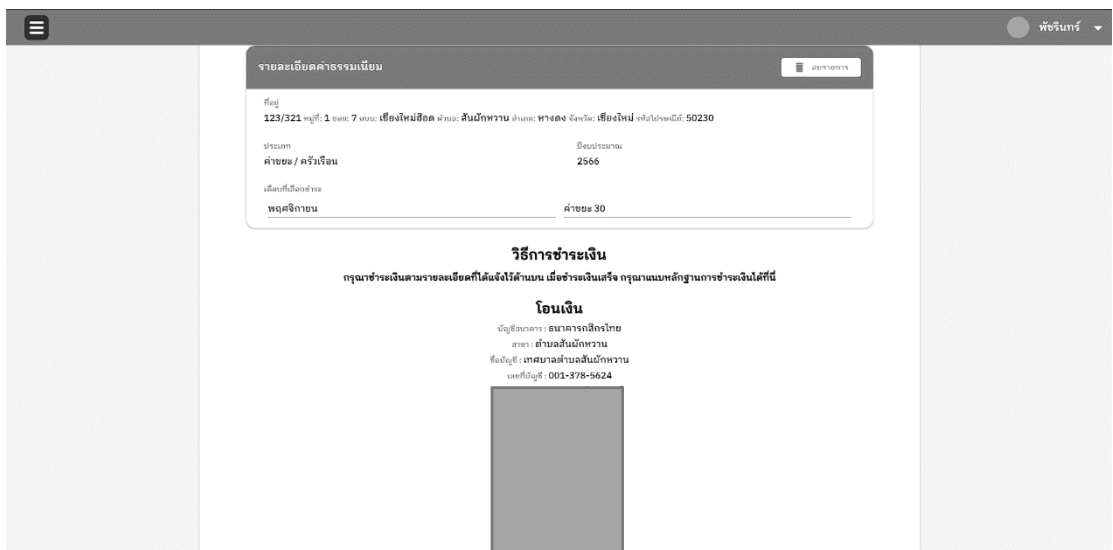 พัชรินทร์
รายละเอียดค่าธรรมเนียม
ลบรายการ
ที่อยู่
123/321 หมู่ที่: 1 ซอย: 7 ถนน: เชียงใหม่ฮอด ตำบล: สันผักหวาน อำเภอ: หางดง จังหวัด: เชียงใหม่ รหัสไปรษณีย์: 50230
ประเภท ปีงบประมาณ
ค่าขยะ / ครัวเรือน 2566
เดือนที่เลือกชำระ
พฤศจิกายน ค่าขยะ 30
วิธีการชำระเงิน
กรุณาชำระเงินตามรายละเอียดที่ได้แจ้งไว้ด้านบน เมื่อชำระเงินเสร็จ กรุณาแนบหลักฐานการชำระเงินได้ที่นี่
โอนเงิน
บัญชีธนาคาร : ธนาคารกสิกรไทย
สาขา : ตำบลสันผักหวาน
ชื่อบัญชี : เทศบาลตำบลสันผักหวาน
เลขที่บัญชี : 001-378-5624